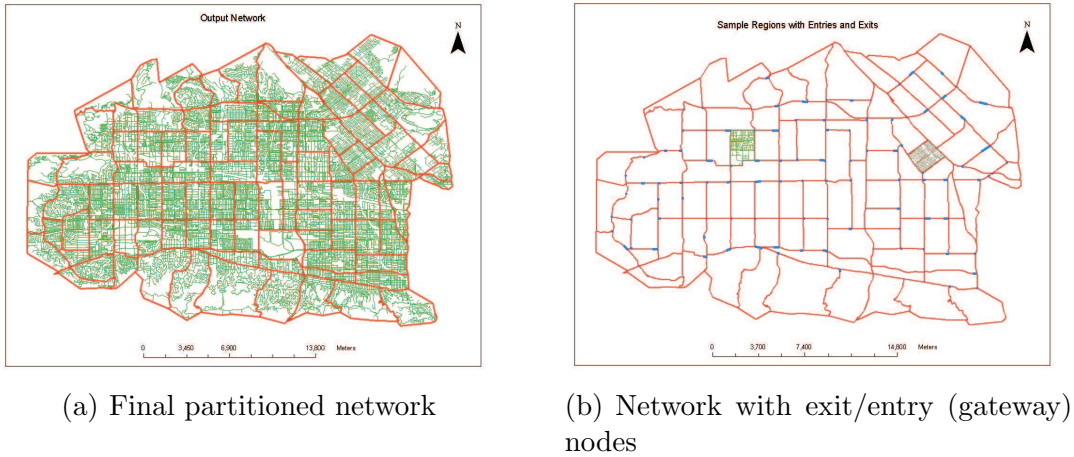 Output Network
N
0 3,450 6,900 13,800 Meters
(a) Final partitioned network
Sample Regions with Entries and Exits
N
0 3,700 7,400 14,800 Meters
(b) Network with exit/entry (gateway)
nodes